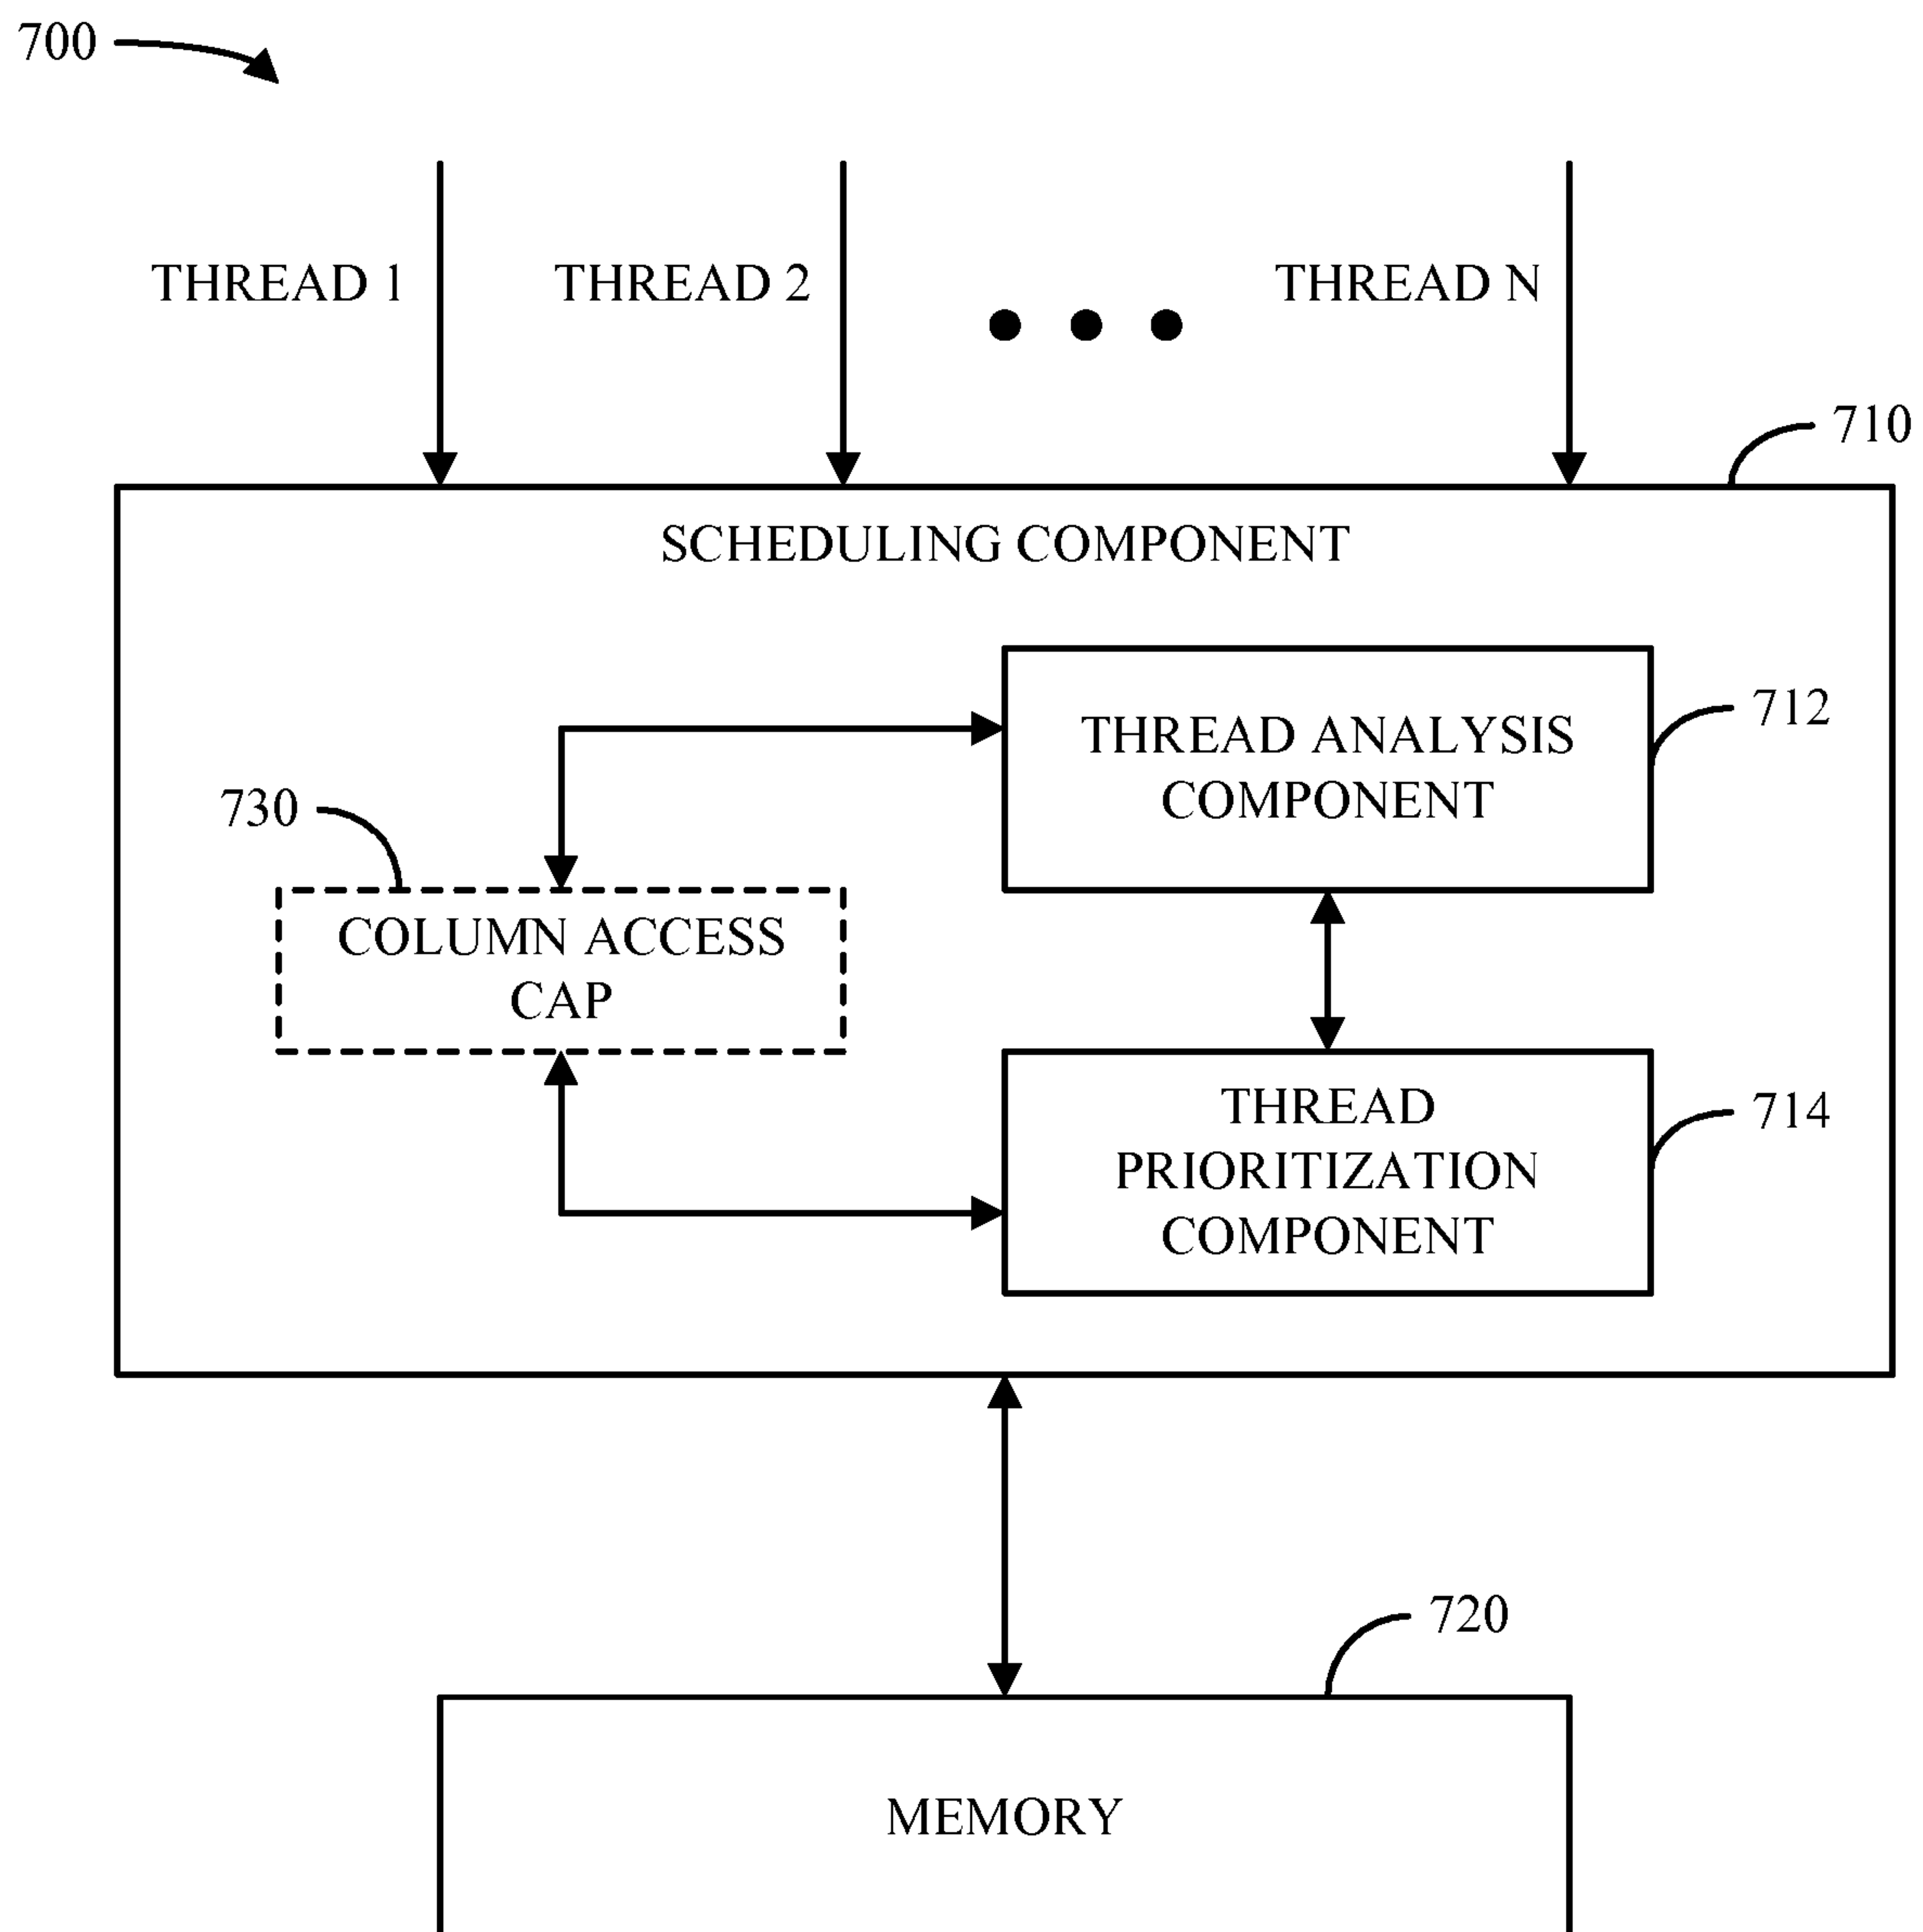 700
THREAD 1
THREAD 2
THREAD N
710
SCHEDULING COMPONENT
THREAD ANALYSIS
COMPONENT
712
730
COLUMN ACCESS
CAP
THREAD
PRIORITIZATION
COMPONENT
714
720
MEMORY